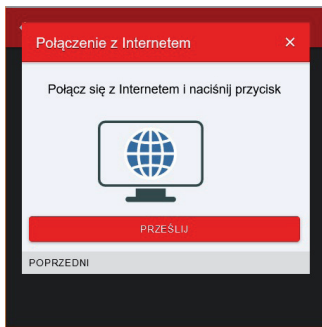 Połączenie z Internetem ×
Połącz się z Internetem i naciśnij przycisk
PRZEŚLIJ
POPRZEDNI